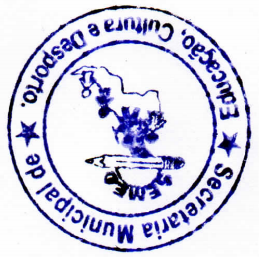 Secretaria Municipal de
Educação, Cultura e Desporto.
SEMED